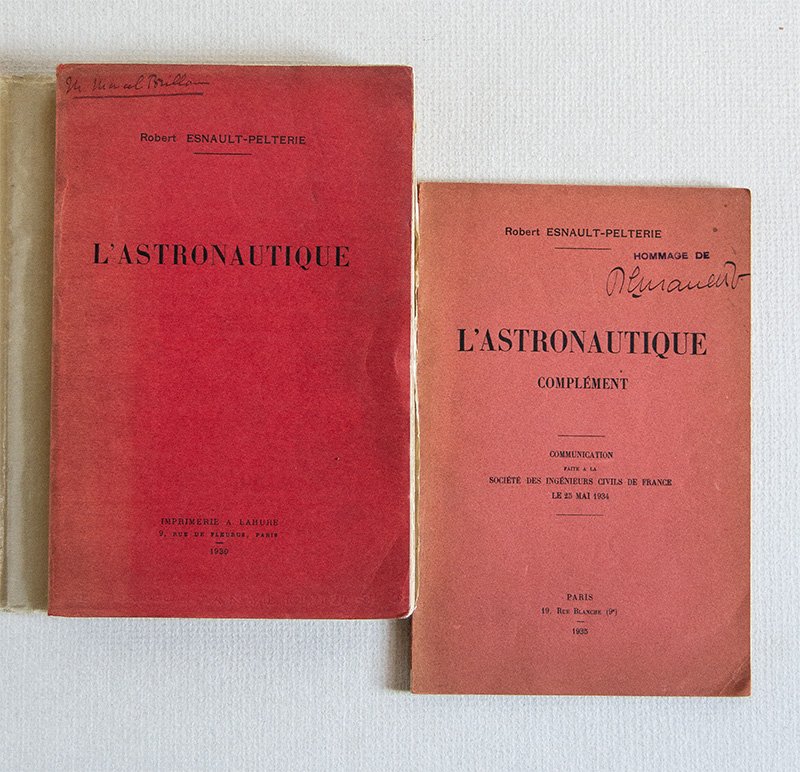 M. Marcel Brillouin
Robert ESNAULT-PELTERIE
L'ASTRONAUTIQUE
IMPRIMERIE A. LAHURE
9, RUE DE FLEURUS, PARIS
1930
Robert ESNAULT-PELTERIE
HOMMAGE DE
L'ASTRONAUTIQUE
COMPLÉMENT
COMMUNICATION
FAITE A LA
SOCIÉTÉ DES INGÉNIEURS CIVILS DE FRANCE
LE 25 MAI 1934
PARIS
19, RUE BLANCHE (9e)
1935